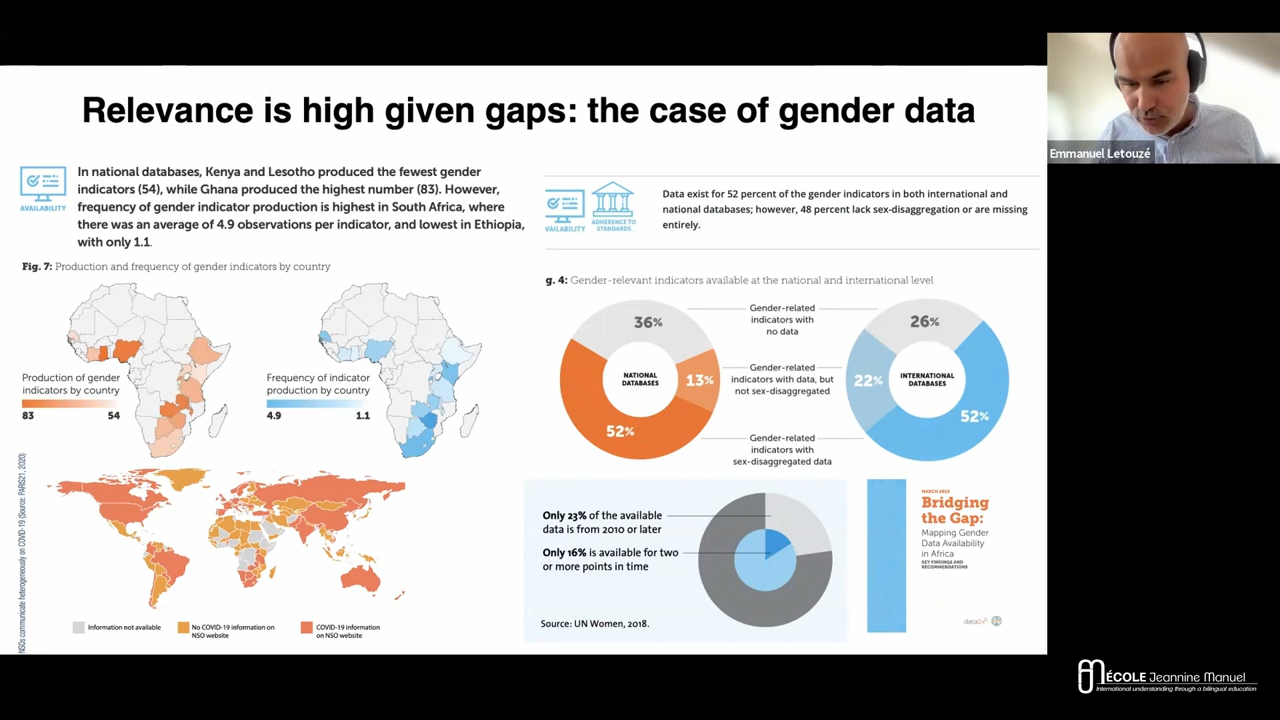 Relevance is high given gaps: the case of gender data
Emmanuel Letouzé
AVAILABILITY
In national databases, Kenya and Lesotho produced the fewest gender
indicators (54), while Ghana produced the highest number (83). However,
frequency of gender indicator production is highest in South Africa, where
there was an average of 4.9 observations per indicator, and lowest in Ethiopia,
with only 1.1.
Fig. 7: Production and frequency of gender indicators by country
Production of gender
indicators by country
83 54
Frequency of indicator
production by country
4.9 1.1
NSOs communicate heterogeneously on COVID-19 (Source: PARIS21, 2020)
Information not available
No COVID-19 information on
NSO website
COVID-19 information
on NSO website
VAILABILITY
ADHERENCE TO
STANDARDS
Data exist for 52 percent of the gender indicators in both international and
national databases; however, 48 percent lack sex-disaggregation or are missing
entirely.
g. 4: Gender-relevant indicators available at the national and international level
36%
13%
52%
NATIONAL
DATABASES
Gender-related
indicators with
no data
Gender-related
indicators with data, but
not sex-disaggregated
Gender-related
indicators with
sex-disaggregated data
26%
22%
52%
INTERNATIONAL
DATABASES
Only 23% of the available
data is from 2010 or later
Only 16% is available for two
or more points in time
Source: UN Women, 2018.
MARCH 2019
Bridging
the Gap:
Mapping Gender
Data Availability
in Africa
KEY FINDINGS AND
RECOMMENDATIONS
data2x
ÉCOLE Jeannine Manuel
International understanding through a bilingual education